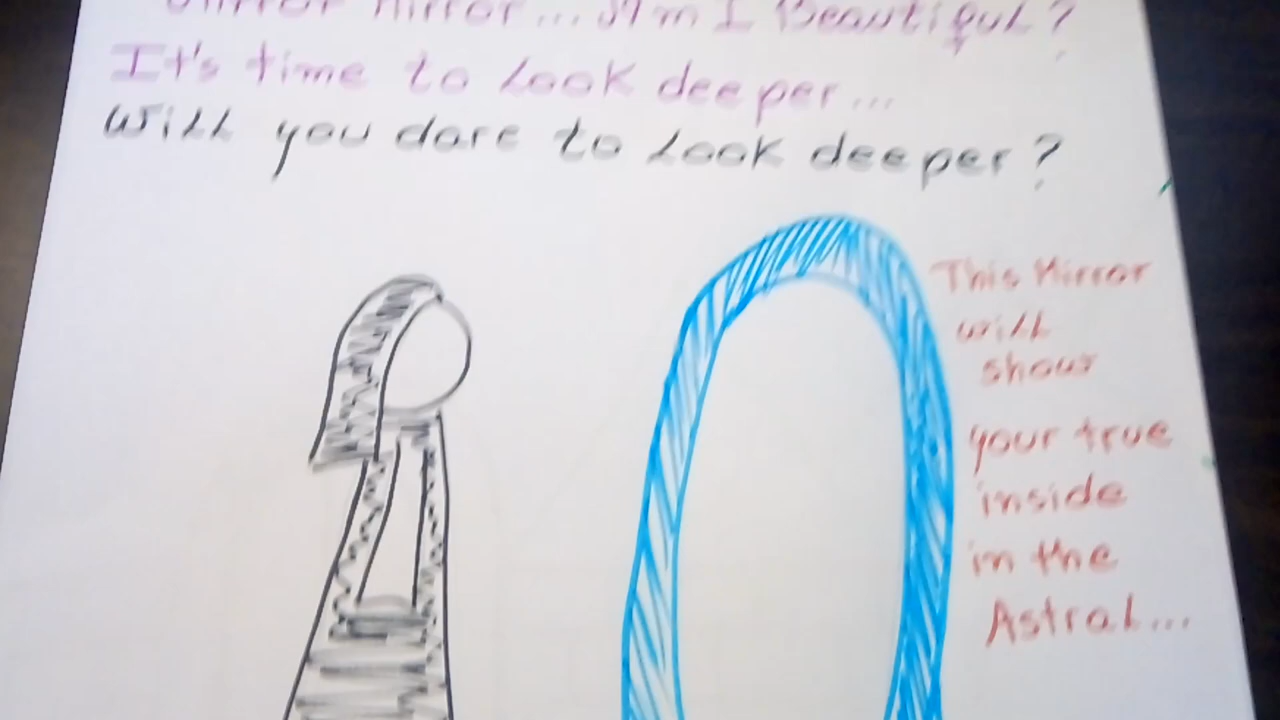 Mirror Mirror... Am I Beautiful?
It's time to Look deeper...
Will you dare to Look deeper?
This Mirror
will
show
your true
inside
in the
Astral...